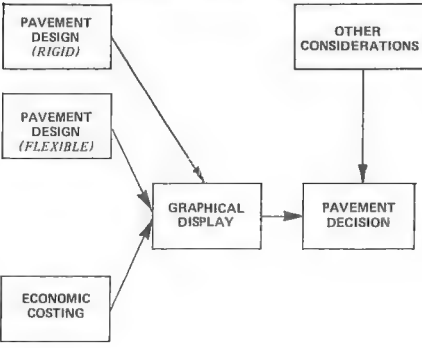 PAVEMENT
DESIGN
(RIGID)
OTHER
CONSIDERATIONS
PAVEMENT
DESIGN
(FLEXIBLE)
GRAPHICAL
DISPLAY
PAVEMENT
DECISION
ECONOMIC
COSTING